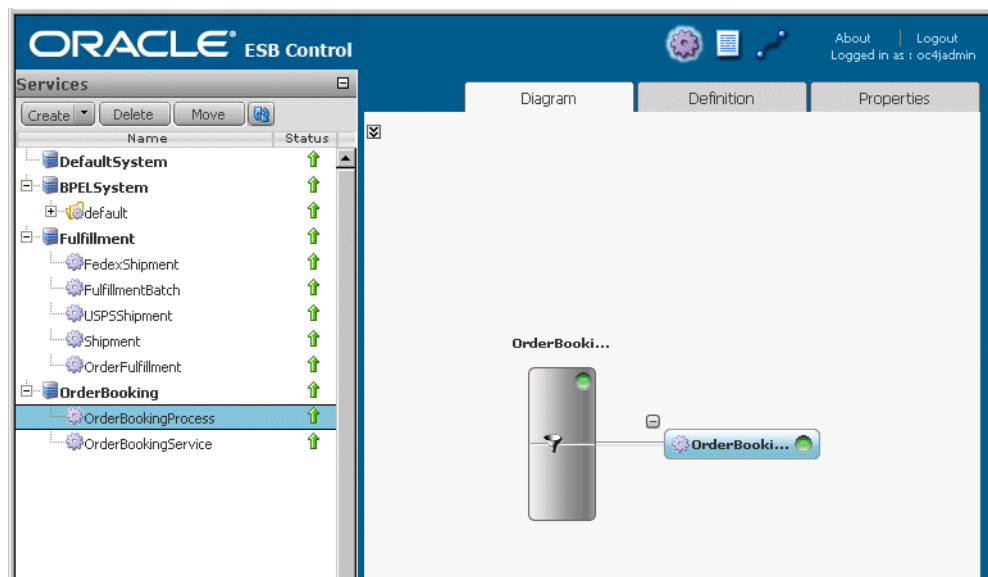 ORACLE ESB Control
About | Logout
Logged in as : oc4jadmin
Services
Create Delete Move
Diagram Definition Properties
Name Status
DefaultSystem
BPELSystem
default
Fulfillment
FedexShipment
FulfillmentBatch
USPSShipment
Shipment
OrderFulfillment
OrderBooking
OrderBookingProcess
OrderBookingService
OrderBooki...
OrderBooki...